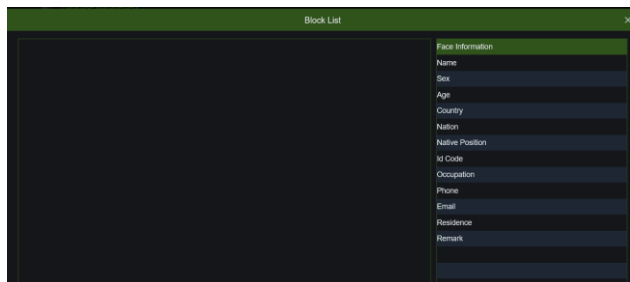 Block List
Face Information
Name
Sex
Age
Country
Nation
Native Position
Id Code
Occupation
Phone
Email
Residence
Remark